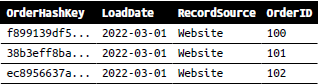 OrderHashKey LoadDate RecordSource OrderID
f899139df5... 2022-03-01 Website 100
38b3eff8ba... 2022-03-01 Website 101
ec8956637a... 2022-03-01 Website 102